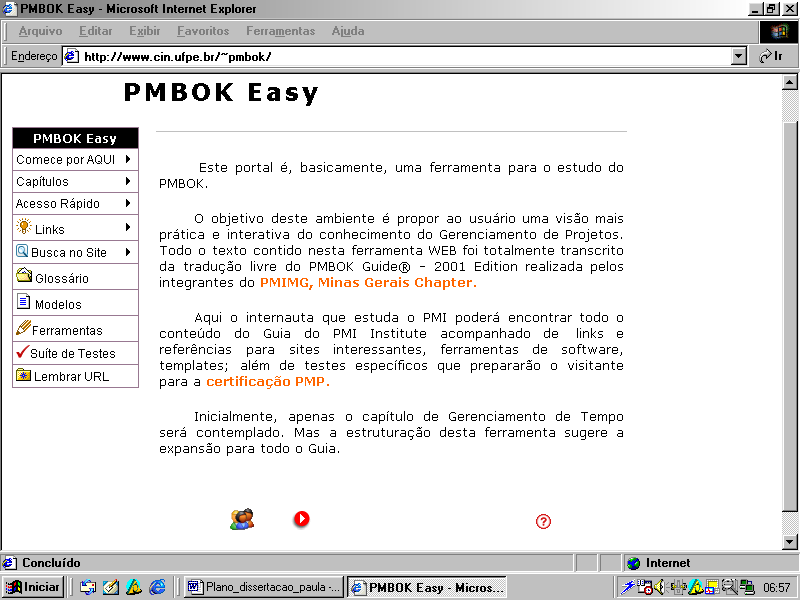 PMBOK Easy - Microsoft Internet Explorer
Arquivo Editar Exibir Favoritos Ferramentas Ajuda
Endereço http://www.cin.ufpe.br/~pmbok/ Ir
PMBOK Easy
PMBOK Easy
Comece por AQUI
Capítulos
Acesso Rápido
Links
Busca no Site
Glossário
Modelos
Ferramentas
Suíte de Testes
Lembrar URL
Este portal é, basicamente, uma ferramenta para o estudo do
PMBOK.
O objetivo deste ambiente é propor ao usuário uma visão mais
prática e interativa do conhecimento do Gerenciamento de Projetos.
Todo o texto contido nesta ferramenta WEB foi totalmente transcrito
da tradução livre do PMBOK Guide® - 2001 Edition realizada pelos
integrantes do PMIMG, Minas Gerais Chapter.
Aqui o internauta que estuda o PMI poderá encontrar todo o
conteúdo do Guia do PMI Institute acompanhado de links e
referências para sites interessantes, ferramentas de software,
templates; além de testes específicos que prepararão o visitante
para a certificação PMP.
Inicialmente, apenas o capítulo de Gerenciamento de Tempo
será contemplado. Mas a estruturação desta ferramenta sugere a
expansão para todo o Guia.
Concluído Internet
Iniciar Plano_dissertacao_paula -... PMBOK Easy - Micros... 06:57